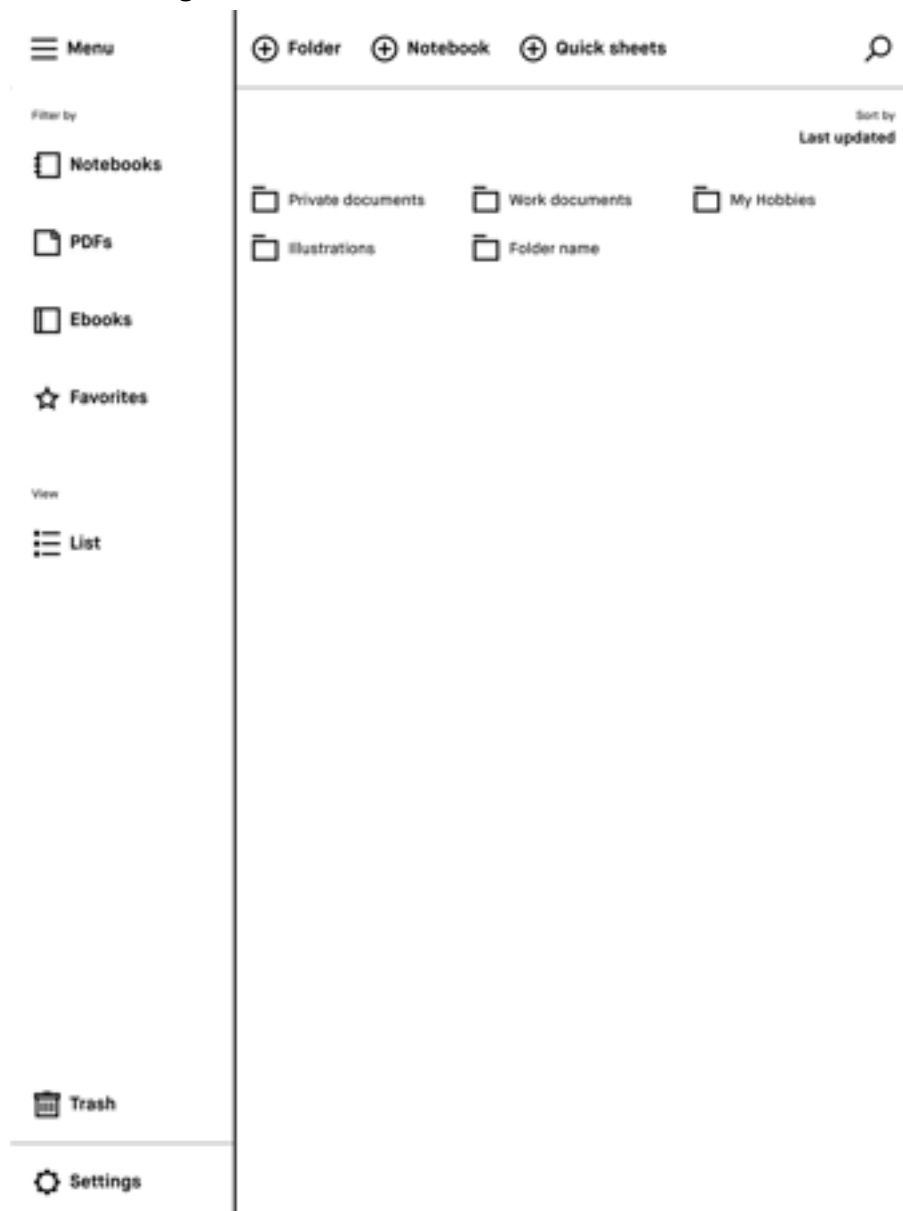 Menu
Folder
Notebook
Quick sheets
Filter by
Notebooks
PDFs
Ebooks
Favorites
View
List
Trash
Settings
Sort by
Last updated
Private documents
Work documents
My Hobbies
Illustrations
Folder name